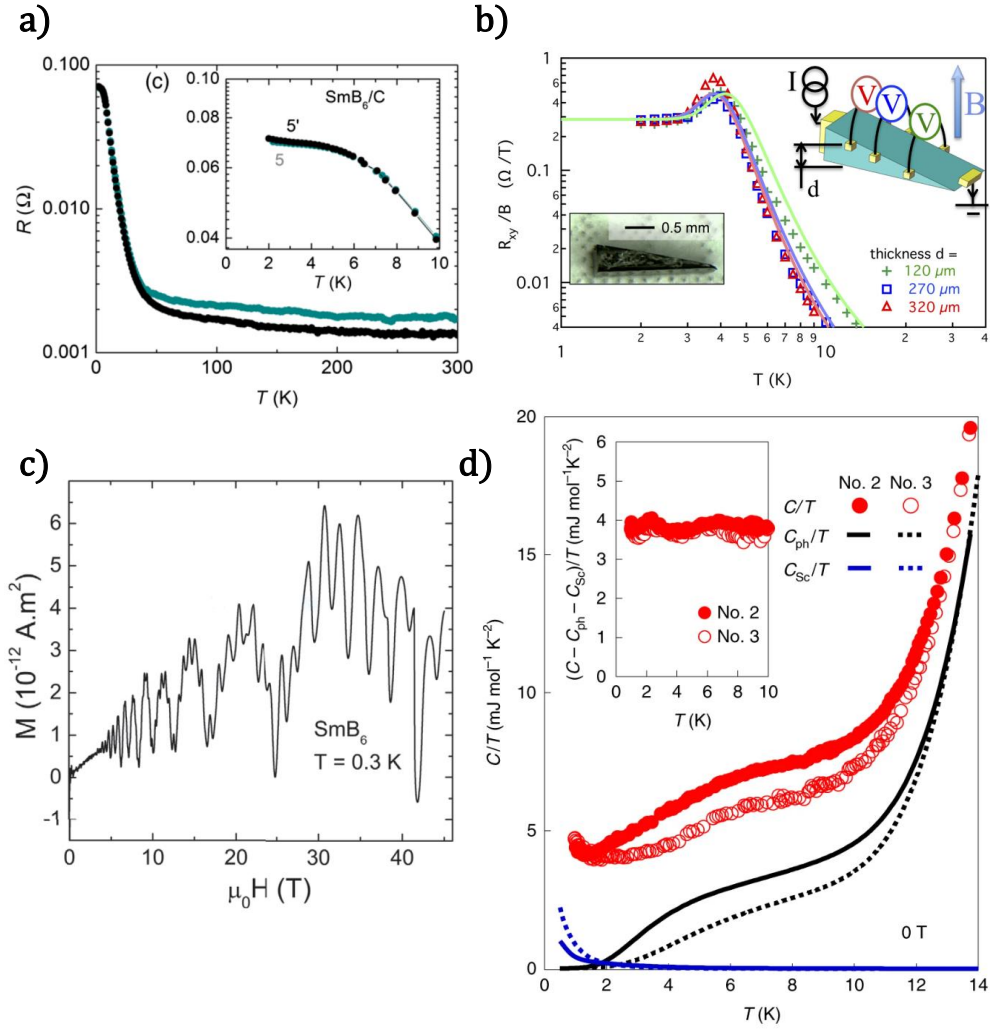 a)
0.100
0.010
0.001
R (Ω)
100
200
300
T (K)
(c)
0.10
0.08
0.06
0.04
SmB6/C
5'
5
0 2 4 6 8 10
T (K)
b)
1
0.1
0.01
8
6
4
2
8
6
4
2
8
6
4
Rxy/B (Ω/T)
1
2 3 4 5 6 7 8 9
10
2 3 4
T (K)
I
V
V
V
B
d
0.5 mm
thickness d =
120 µm
270 µm
320 µm
c)
7
6
5
4
3
2
1
0
-1
M (10⁻¹² A.m²)
SmB6
T = 0.3 K
0 10 20 30 40
μ0H (T)
d)
20
15
10
5
0
C/T (mJ mol⁻¹ K⁻²)
6
5
4
3
2
1
0
(C − Cph − CSc)/T (mJ mol⁻¹K⁻²)
No. 2
No. 3
0 2 4 6 8 10
T (K)
No. 2 No. 3
C/T
Cph/T
CSc/T
0 T
0 2 4 6 8 10 12 14
T (K)